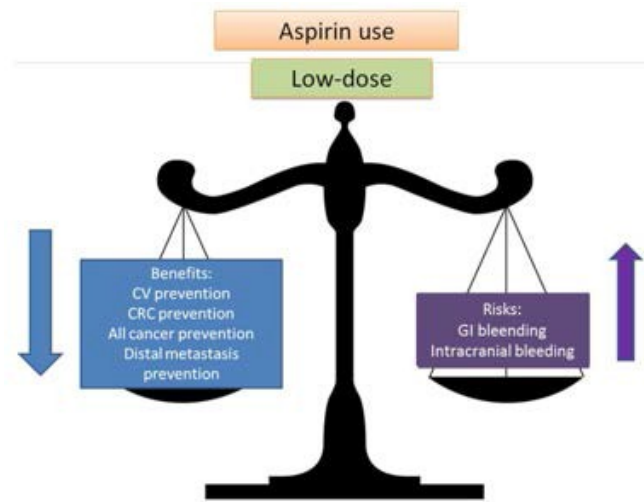 Aspirin use
Low-dose
Benefits:
CV prevention
CRC prevention
All cancer prevention
Distal metastasis
prevention
Risks:
GI bleending
Intracranial bleeding